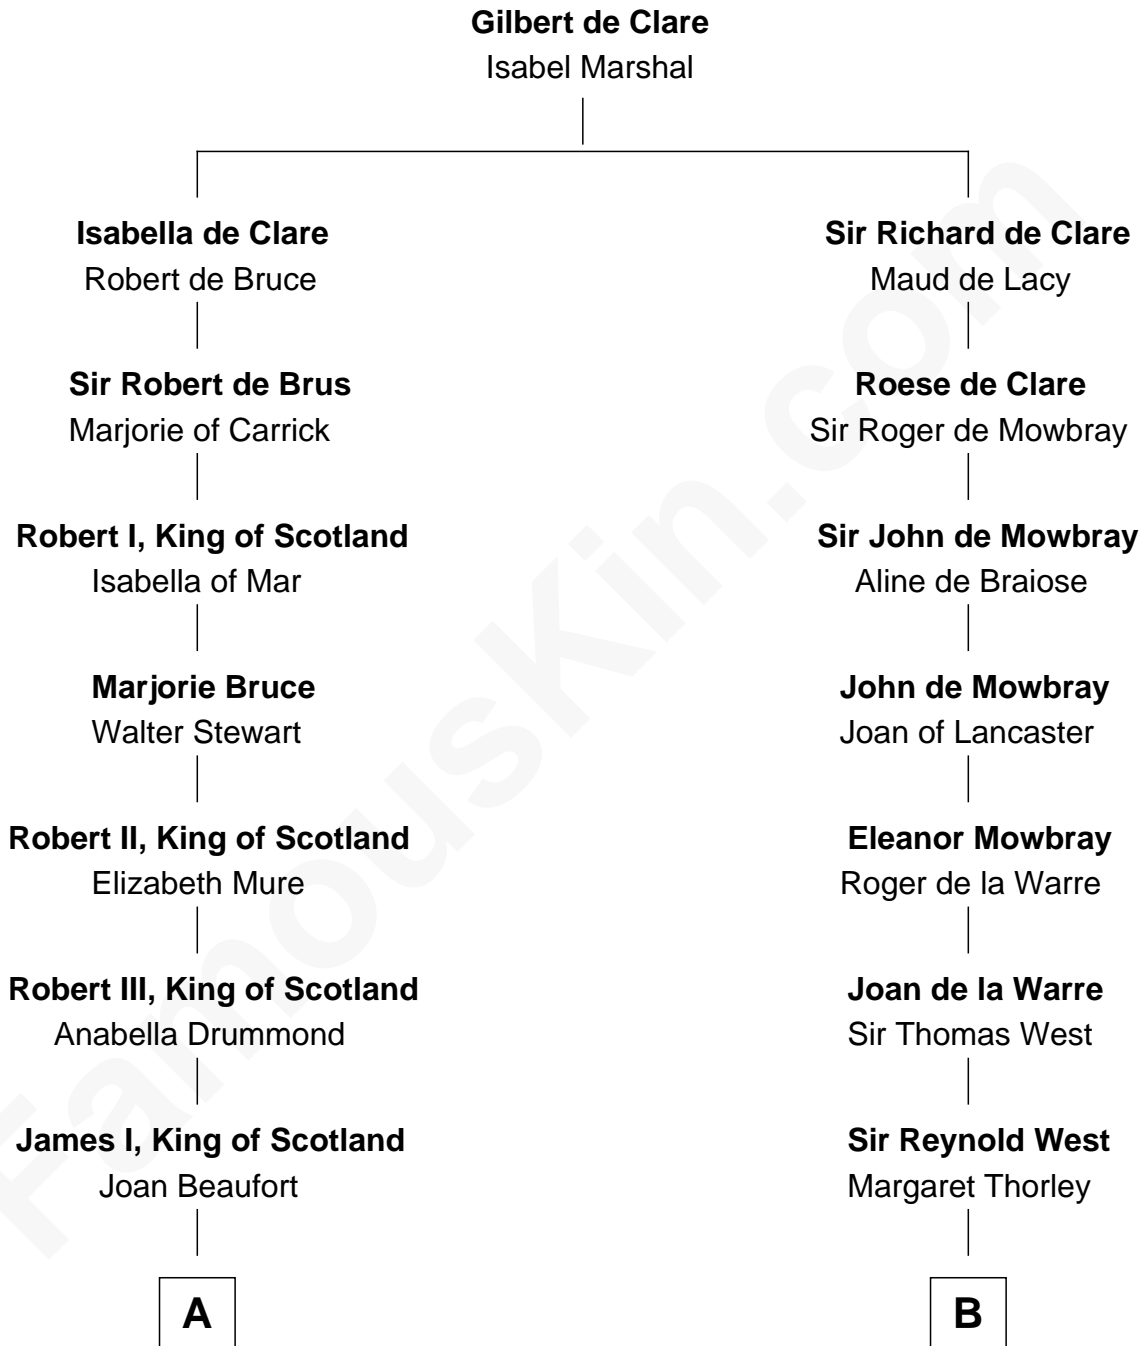 Gilbert de Clare
Isabel Marshal
Isabella de Clare
Robert de Bruce
Sir Richard de Clare
Maud de Lacy
Sir Robert de Brus
Marjorie of Carrick
Roese de Clare
Sir Roger de Mowbray
Robert I, King of Scotland
Isabella of Mar
Sir John de Mowbray
Aline de Braiose
Marjorie Bruce
Walter Stewart
John de Mowbray
Joan of Lancaster
Robert II, King of Scotland
Elizabeth Mure
Eleanor Mowbray
Roger de la Warre
Robert III, King of Scotland
Anabella Drummond
Joan de la Warre
Sir Thomas West
James I, King of Scotland
Joan Beaufort
Sir Reynold West
Margaret Thorley
A
B
FamousKin.com